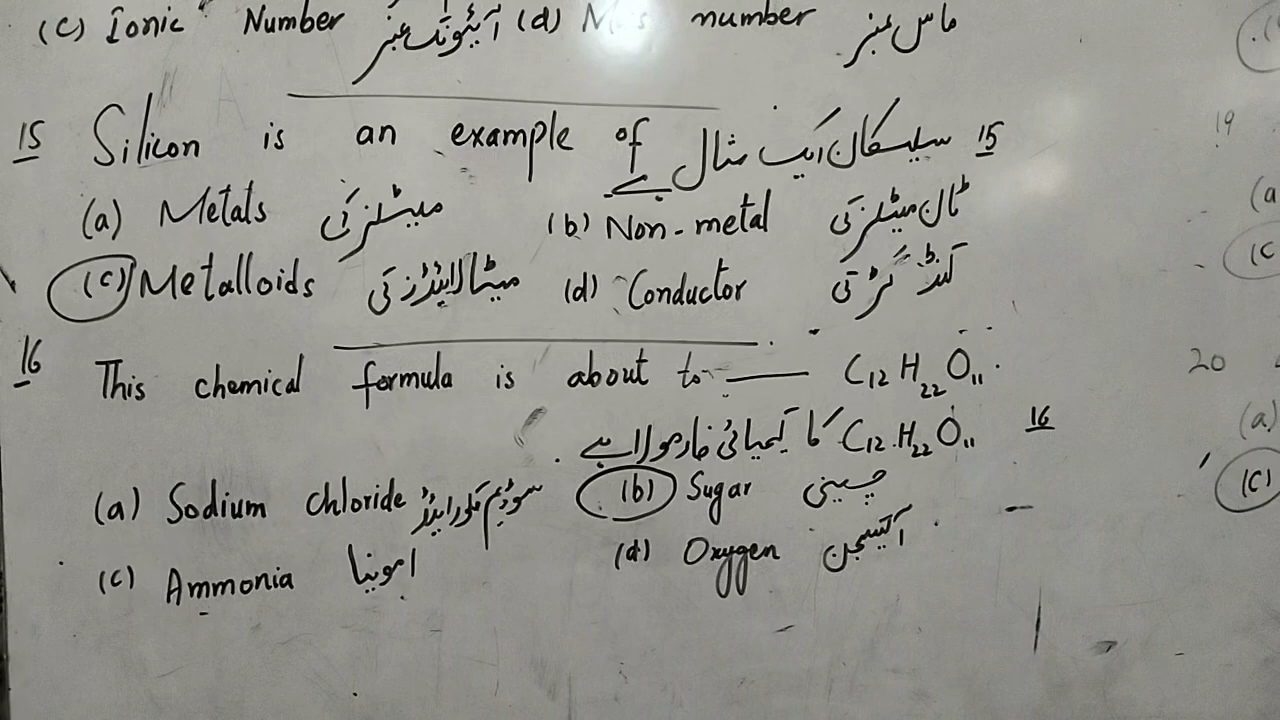 (c) Ionic Number آئیونک نمبر (d) number ماس نمبر
15 Silicon is an example of سلیکان ایک مثال ہے 15
(a) Metals میٹلز کی (b) Non-metal نان میٹلز کی
(c) Metalloids میٹالائیڈز کی (d) Conductor کنڈکٹر کی
19
(a
(c
16 This chemical formula is about to —— C₁₂H₂₂O₁₁.
C₁₂H₂₂O₁₁ کا کیمیائی فارمولا ہے 16
(a) Sodium chloride سوڈیم کلورائیڈ (b) Sugar چینی
(c) Ammonia امونیا (d) Oxygen آکسیجن
20
(a)
(c)